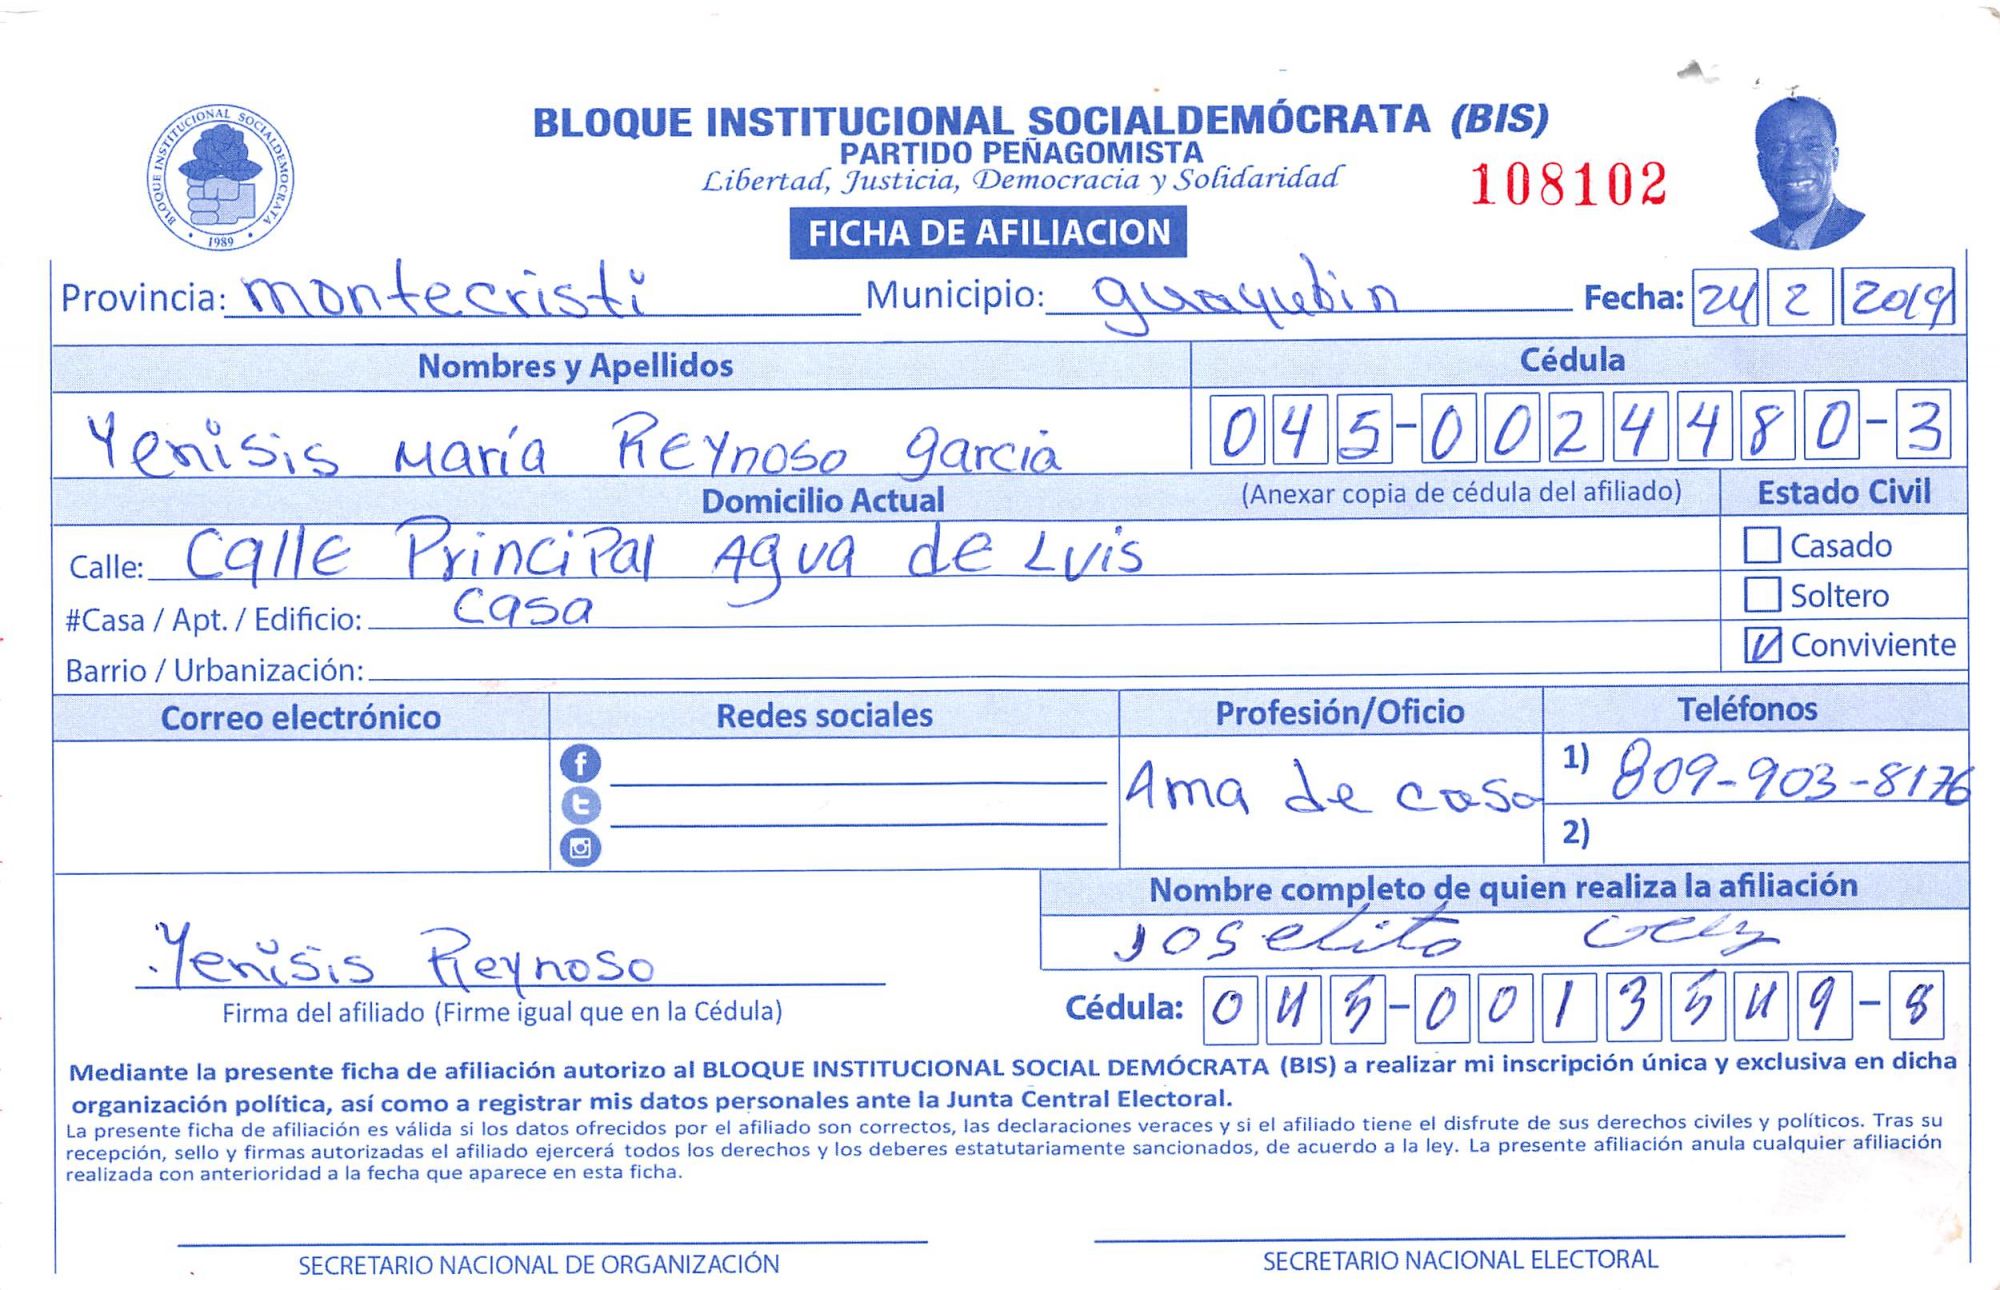 BLOQUE INSTITUCIONAL SOCIALDEMÓCRATA (BIS)
PARTIDO PEÑAGOMISTA
Libertad, Justicia, Democracia y Solidaridad
108102
BLOQUE INSTITUCIONAL SOCIALDEMOCRATA
• 1989 •
FICHA DE AFILIACION
Provincia: montecristi Municipio: guayubin Fecha: 24 2 2019
Nombres y Apellidos Cédula
Yenisis María Reynoso garcia 045-0024480-3
Domicilio Actual (Anexar copia de cédula del afiliado) Estado Civil
Calle: Calle Principal Agua de Luis Casado
#Casa / Apt. / Edificio: Casa Soltero
Barrio / Urbanización: Conviviente
Correo electrónico Redes sociales Profesión/Oficio Teléfonos
Ama de casa 1) 809-903-8176
2)
Nombre completo de quien realiza la afiliación
Joselito
Yenisis Reynoso
Firma del afiliado (Firme igual que en la Cédula) Cédula: 045-0013549-8
Mediante la presente ficha de afiliación autorizo al BLOQUE INSTITUCIONAL SOCIAL DEMÓCRATA (BIS) a realizar mi inscripción única y exclusiva en dicha
organización política, así como a registrar mis datos personales ante la Junta Central Electoral.
La presente ficha de afiliación es válida si los datos ofrecidos por el afiliado son correctos, las declaraciones veraces y si el afiliado tiene el disfrute de sus derechos civiles y políticos. Tras su
recepción, sello y firmas autorizadas el afiliado ejercerá todos los derechos y los deberes estatutariamente sancionados, de acuerdo a la ley. La presente afiliación anula cualquier afiliación
realizada con anterioridad a la fecha que aparece en esta ficha.
SECRETARIO NACIONAL DE ORGANIZACIÓN SECRETARIO NACIONAL ELECTORAL